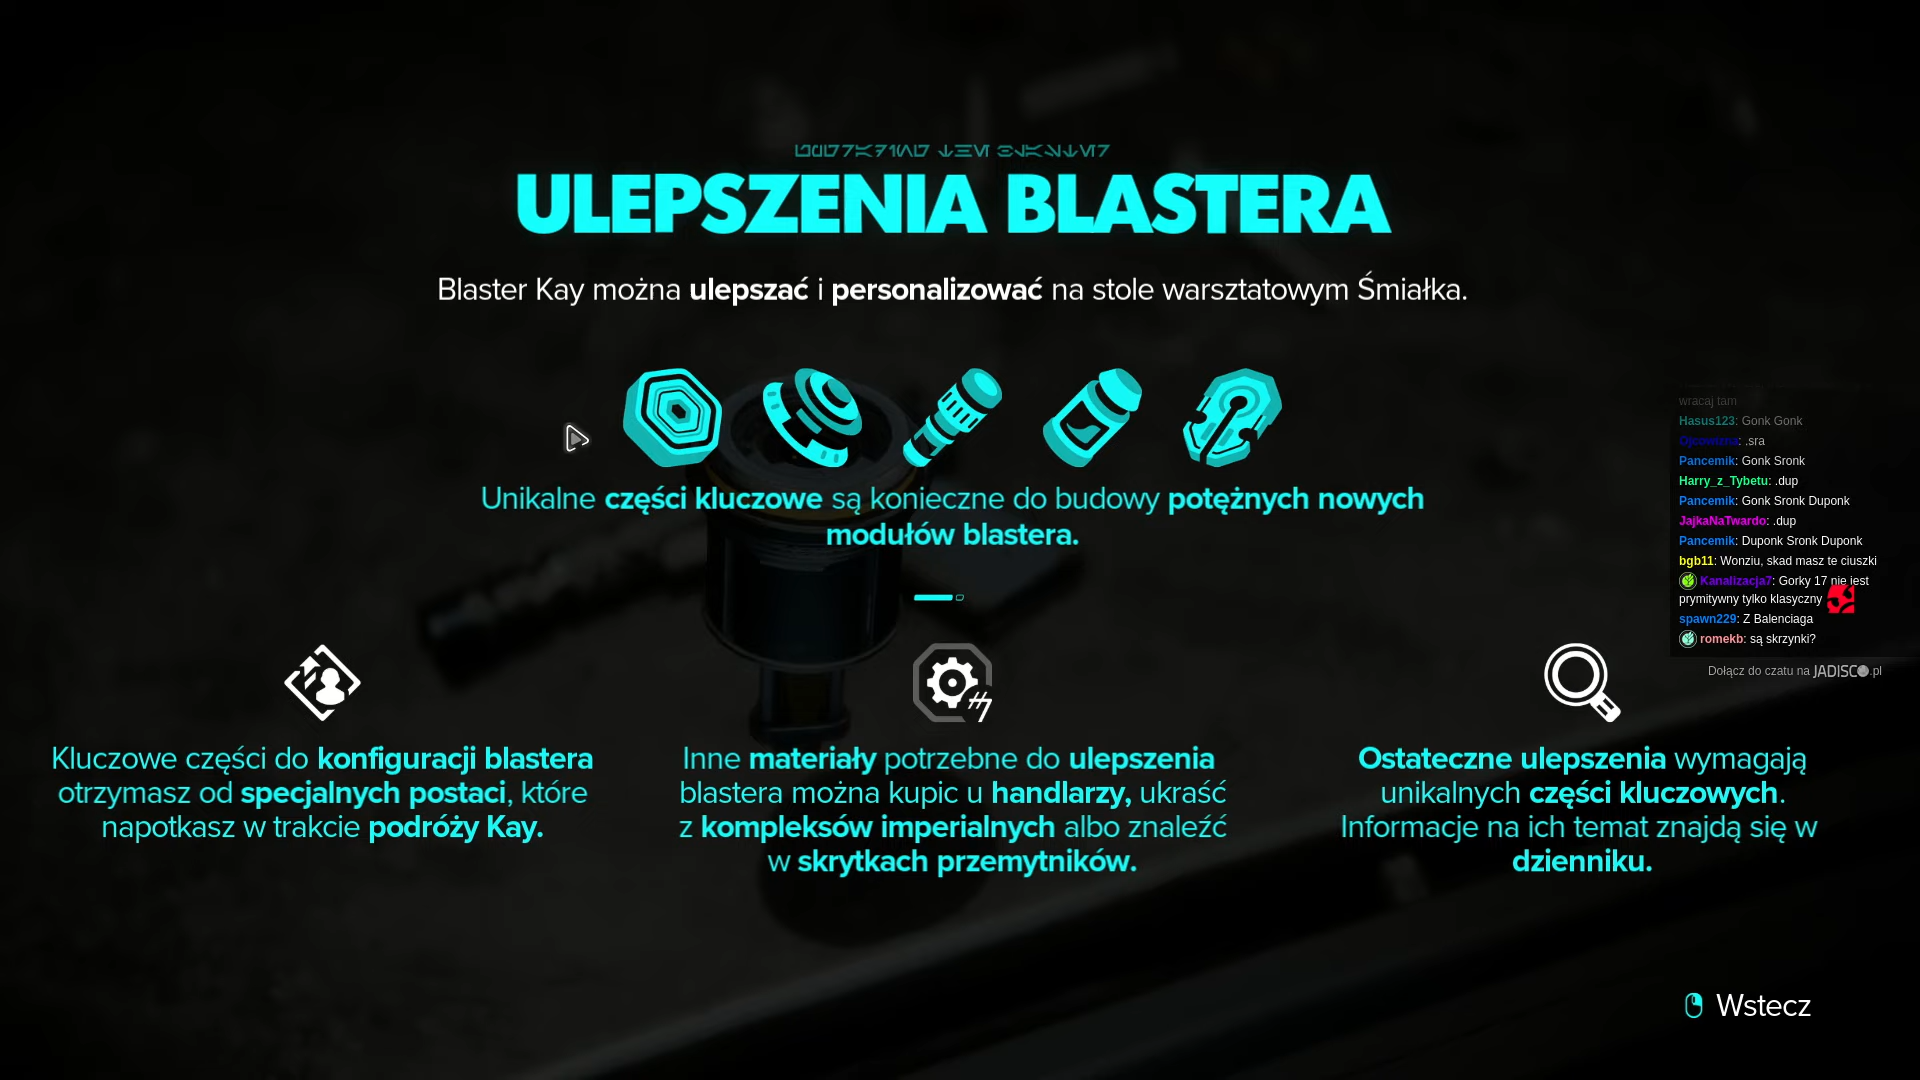 ULEPSZENIA BLASTERA
Blaster Kay można ulepszać i personalizować na stole warsztatowym Śmiałka.
Unikalne części kluczowe są konieczne do budowy potężnych nowych
modułów blastera.
Kluczowe części do konfiguracji blastera
otrzymasz od specjalnych postaci, które
napotkasz w trakcie podróży Kay.
Inne materiały potrzebne do ulepszenia
blastera można kupic u handlarzy, ukraść
z kompleksów imperialnych albo znaleźć
w skrytkach przemytników.
Ostateczne ulepszenia wymagają
unikalnych części kluczowych.
Informacje na ich temat znajdą się w
dzienniku.
wracaj tam
Hasus123: Gonk Gonk
Ojcowizna: .sra
Pancemik: Gonk Sronk
Harry_z_Tybetu: .dup
Pancemik: Gonk Sronk Duponk
JajkaNaTwardo: .dup
Pancemik: Duponk Sronk Duponk
bgb11: Wonziu, skad masz te ciuszki
Kanalizacja7: Gorky 17 nie jest
prymitywny tylko klasyczny
spawn229: Z Balenciaga
romekb: są skrzynki?
Dołącz do czatu na JADISCO.pl
Wstecz